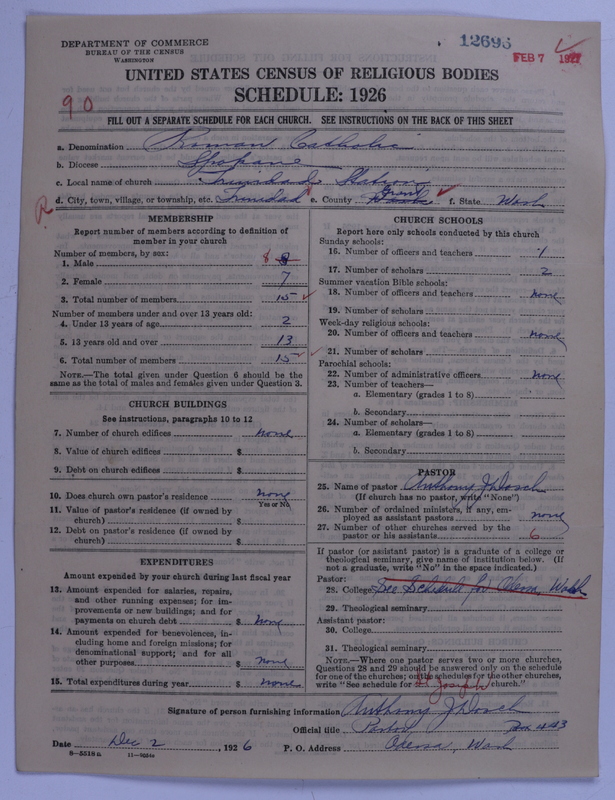 DEPARTMENT OF COMMERCE
BUREAU OF THE CENSUS
WASHINGTON
12695
FEB 7 1927
UNITED STATES CENSUS OF RELIGIOUS BODIES
SCHEDULE: 1926
90
FILL OUT A SEPARATE SCHEDULE FOR EACH CHURCH. SEE INSTRUCTIONS ON THE BACK OF THIS SHEET
a. Denomination Roman Catholic
b. Diocese Spokane
c. Local name of church Trinidad Station
R d. City, town, village, or township, etc. Trinidad e. County Grant f. State Wash
MEMBERSHIP
Report number of members according to definition of member in your church
Number of members, by sex:
1. Male 8 8
2. Female 7
3. Total number of members 15
Number of members under and over 13 years old:
4. Under 13 years of age 2
5. 13 years old and over 13
6. Total number of members 15
NOTE.—The total given under Question 6 should be same as the total of males and females given under Question 3.
CHURCH BUILDINGS
See instructions, paragraphs 10 to 12
7. Number of church edifices none
8. Value of church edifices $
9. Debt on church edifices $
10. Does church own pastor's residence none
Yes or No
11. Value of pastor's residence (if owned by church) $
12. Debt on pastor's residence (if owned by church) $
EXPENDITURES
Amount expended by your church during last fiscal year
13. Amount expended for salaries, repairs, and other running expenses; for improvements or new buildings; and for payments on church debt $ none
14. Amount expended for benevolences, including home and foreign missions; for denominational support; and for all other purposes $ none
15. Total expenditures during year $ none
CHURCH SCHOOLS
Report here only schools conducted by this church
Sunday schools:
16. Number of officers and teachers 1
17. Number of scholars 2
Summer vacation Bible schools:
18. Number of officers and teachers none
19. Number of scholars
Week-day religious schools:
20. Number of officers and teachers none
21. Number of scholars
Parochial schools:
22. Number of administrative officers none
23. Number of teachers—
a. Elementary (grades 1 to 8)
b. Secondary
24. Number of scholars—
a. Elementary (grades 1 to 8)
b. Secondary
PASTOR
25. Name of pastor Anthony J Dosch
(If church has no pastor, write "None")
26. Number of ordained ministers, if any, employed as assistant pastors none
27. Number of other churches served by the pastor or his assistants 6
If pastor (or assistant pastor) is a graduate of a college or theological seminary, give name of institution below. (If not a graduate, write "No" in the space indicated.)
Pastor:
28. College See Schedule for Odessa, Wash
29. Theological seminary
Assistant pastor:
30. College
31. Theological seminary
NOTE.—Where one pastor serves two or more churches, Questions 28 and 29 should be answered only on the schedule for one of the churches; on the schedules for the other churches, write "See schedule for St Joseph church."
Signature of person furnishing information Anthony J Dosch
Official title Pastor
Date Dec 2, 1926 P. O. Address Odessa, Wash
8-5518 a 11-9054a